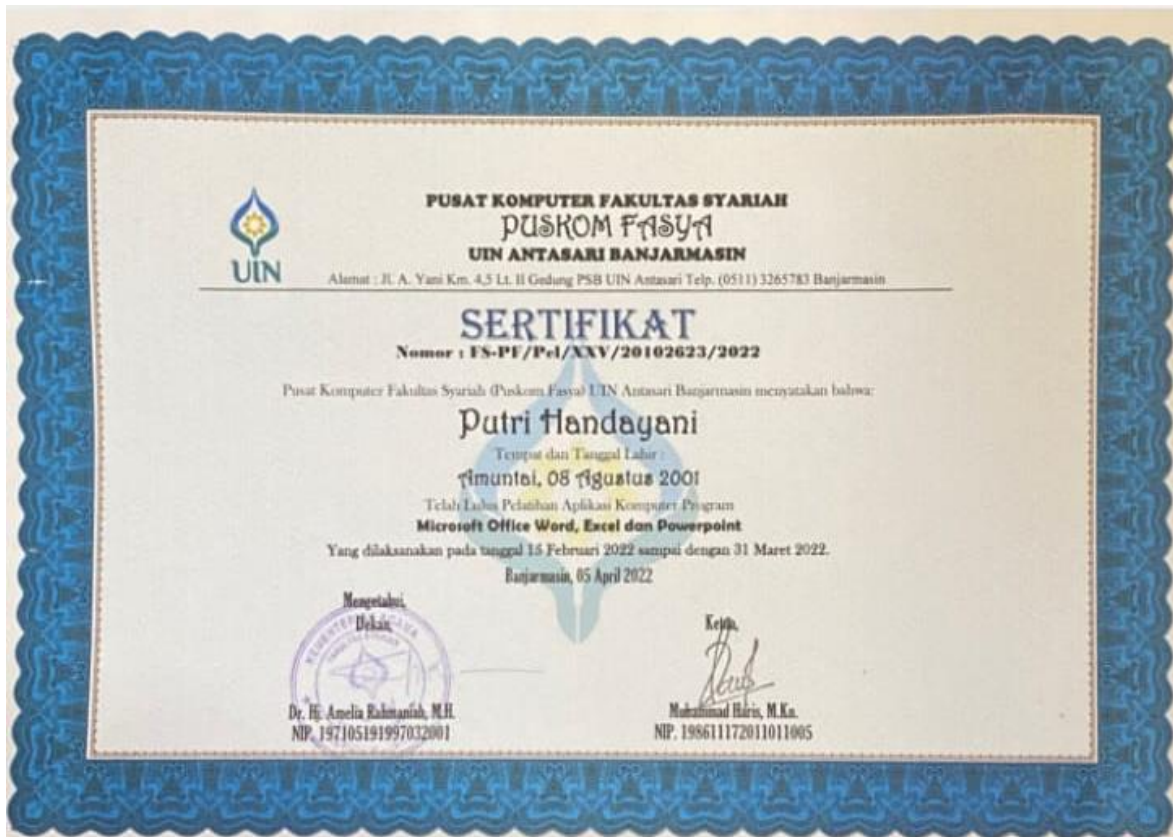 UIN
PUSAT KOMPUTER FAKULTAS SYARIAH
PUSKOM FASYA
UIN ANTASARI BANJARMASIN
Alamat : Jl. A. Yani Km. 4,5 Lt. II Gedung PSB UIN Antasari Telp. (0511) 3265783 Banjarmasin
SERTIFIKAT
Nomor : FS-PF/Pel/XXV/20102623/2022
Pusat Komputer Fakultas Syariah (Puskom Fasya) UIN Antasari Banjarmasin menyatakan bahwa:
Putri Handayani
Tempat dan Tanggal Lahir :
Amuntai, 08 Agustus 2001
Telah Lulus Pelatihan Aplikasi Komputer Program
Microsoft Office Word, Excel dan Powerpoint
Yang dilaksanakan pada tanggal 15 Februari 2022 sampai dengan 31 Maret 2022.
Banjarmasin, 05 April 2022
Mengetahui,
Dekan,
Dr. Hj. Amelia Rahmaniah, M.H.
NIP. 197105191997032001
Ketua,
Muhammad Haris, M.Kn.
NIP. 198611172011011005